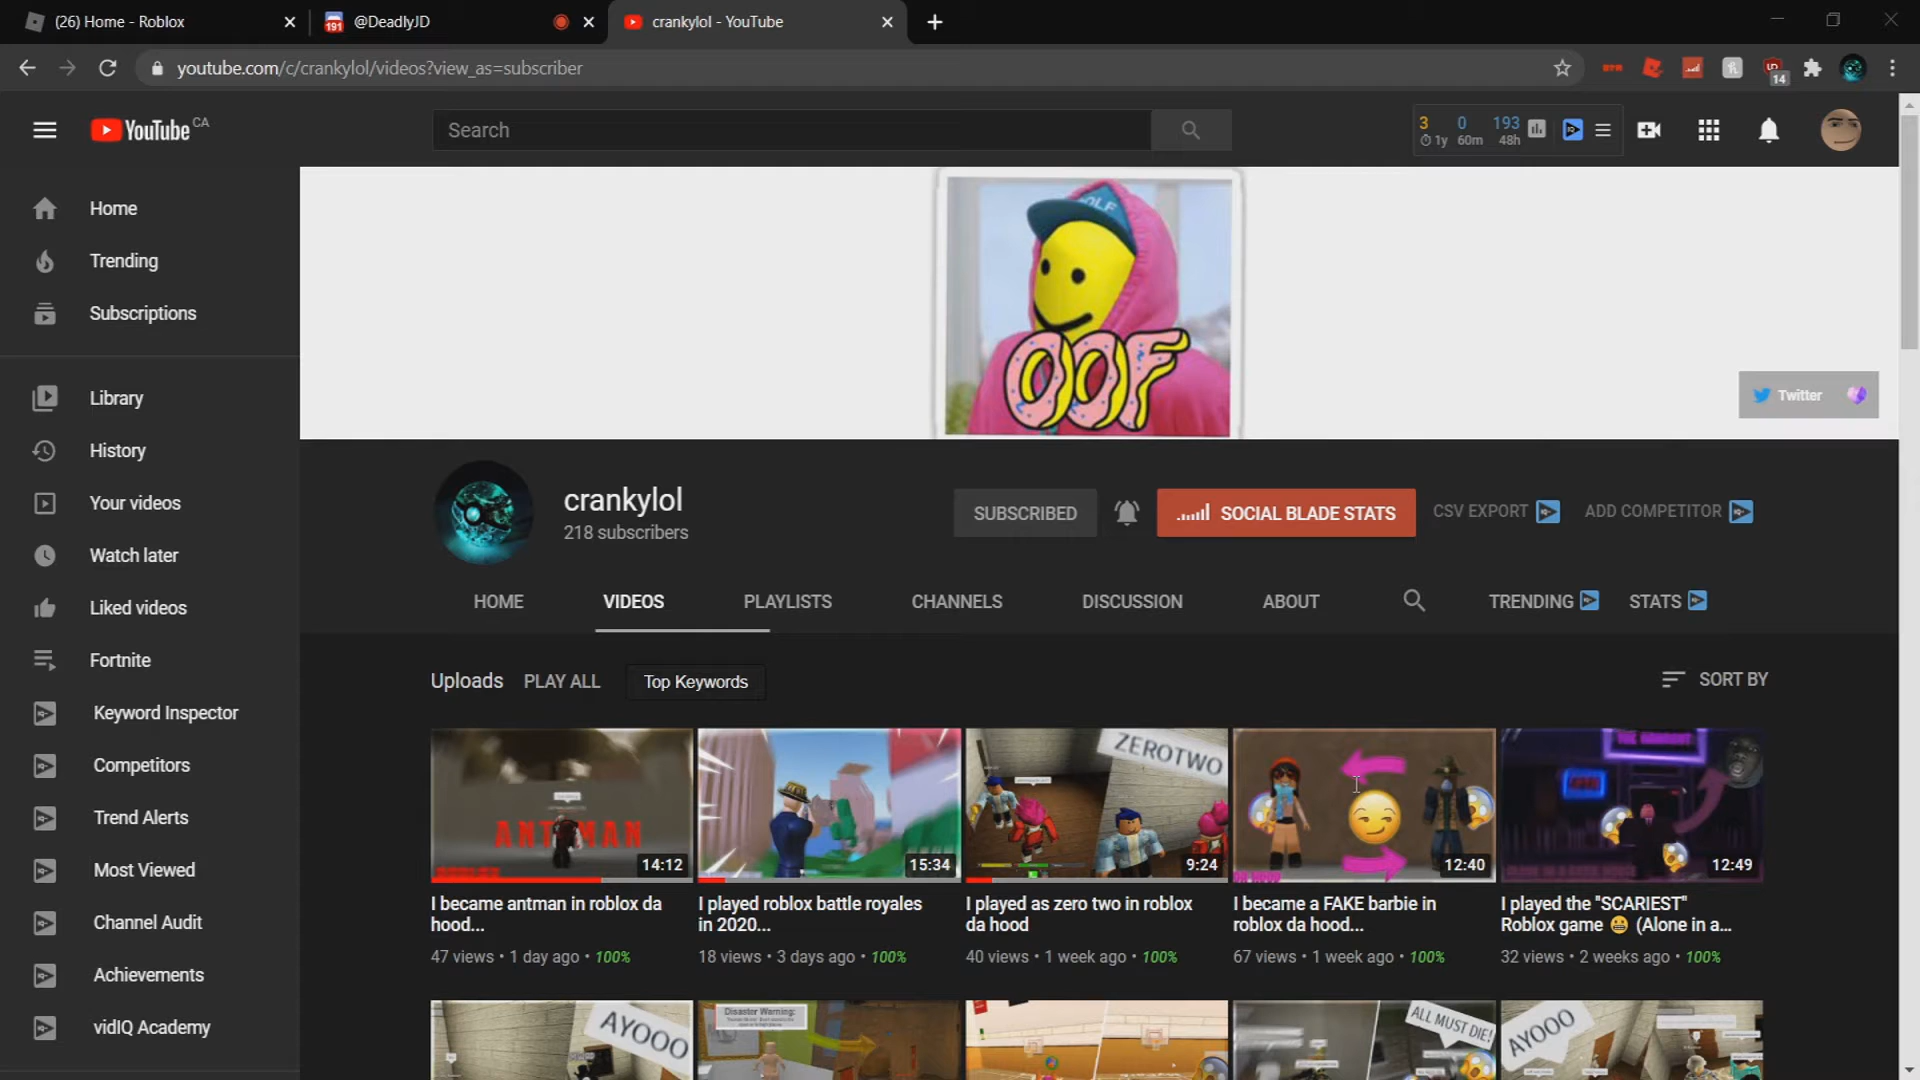 (26) Home - Roblox
191
@DeadlyJD
crankylol - YouTube
youtube.com/c/crankylol/videos?view_as=subscriber
14
YouTube CA
Search
3 0 193
1y 60m 48h
Home
Trending
Subscriptions
Library
History
Your videos
Watch later
Liked videos
Fortnite
Keyword Inspector
Competitors
Trend Alerts
Most Viewed
Channel Audit
Achievements
vidIQ Academy
OOF
Twitter
crankylol
218 subscribers
SUBSCRIBED
SOCIAL BLADE STATS
CSV EXPORT
ADD COMPETITOR
HOME
VIDEOS
PLAYLISTS
CHANNELS
DISCUSSION
ABOUT
TRENDING
STATS
Uploads
PLAY ALL
Top Keywords
SORT BY
ANTMAN
14:12
15:34
ZEROTWO
9:24
12:40
12:49
I became antman in roblox da
hood...
47 views • 1 day ago • 100%
I played roblox battle royales
in 2020...
18 views • 3 days ago • 100%
I played as zero two in roblox
da hood
40 views • 1 week ago • 100%
I became a FAKE barbie in
roblox da hood...
67 views • 1 week ago • 100%
I played the "SCARIEST"
Roblox game 😬 (Alone in a...
32 views • 2 weeks ago • 100%
AYOOO
Disaster Warning:
ALL MUST DIE!
AYOOO